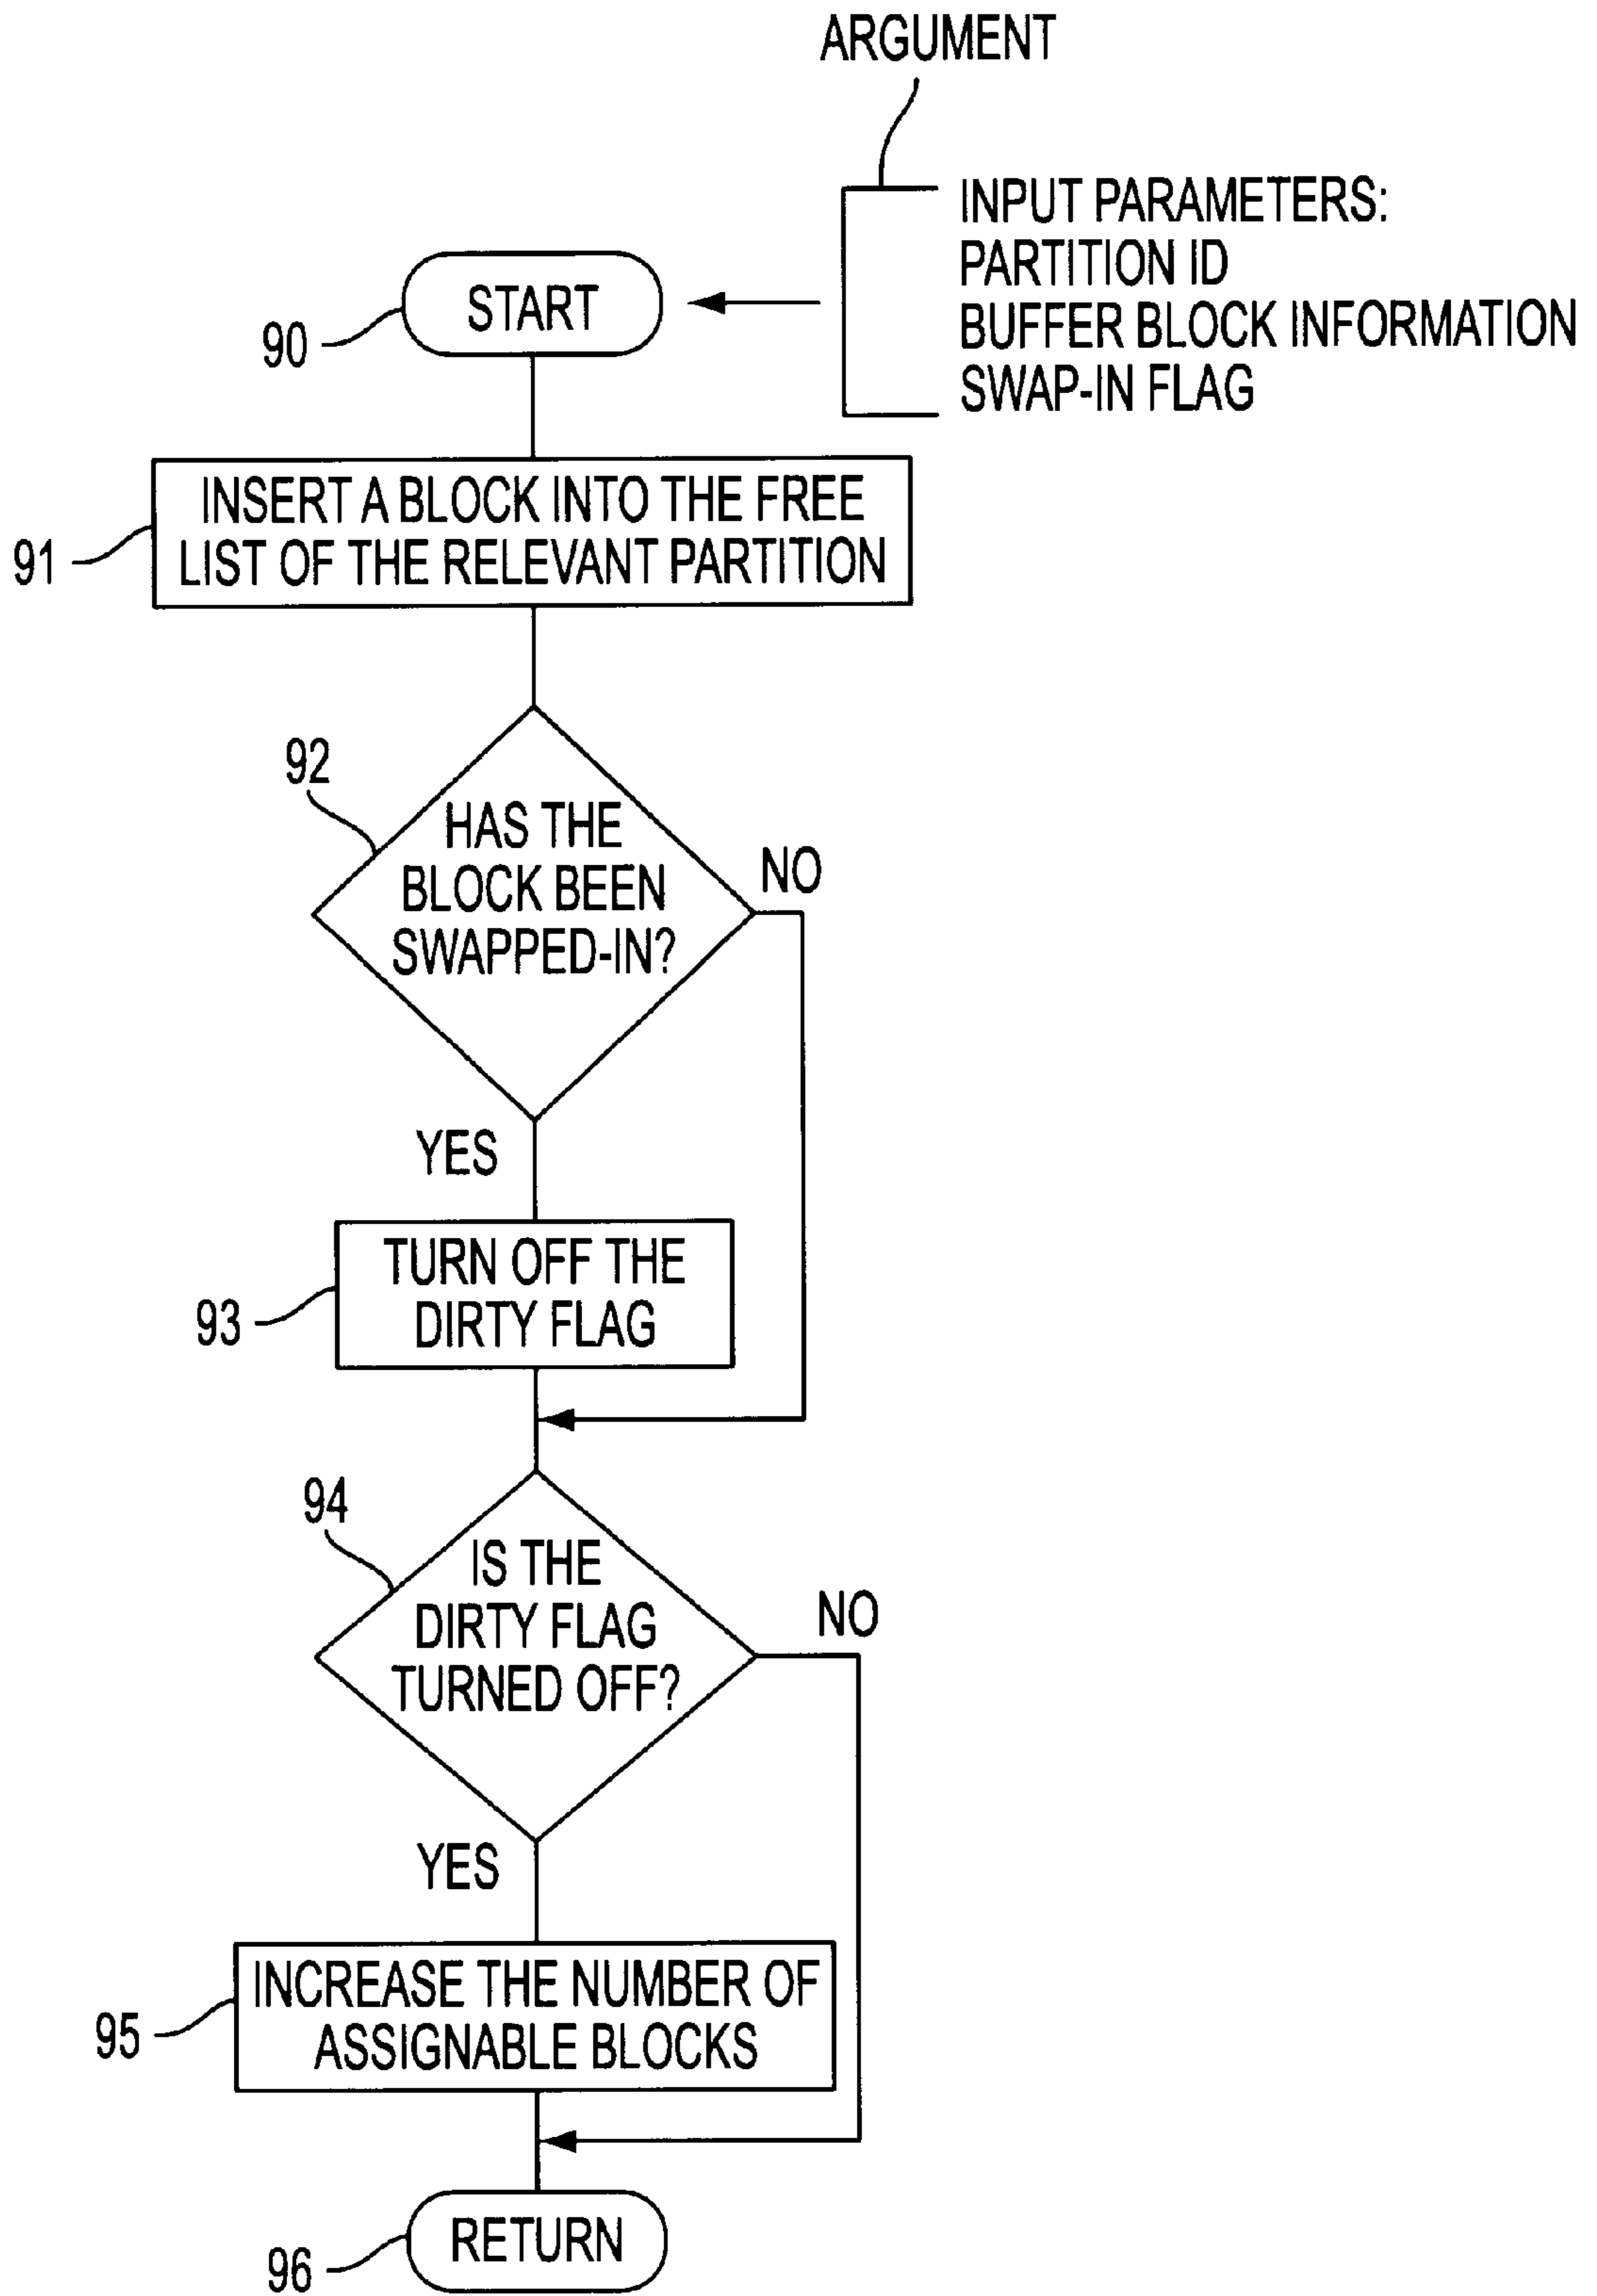 ARGUMENT
INPUT PARAMETERS:
PARTITION ID
BUFFER BLOCK INFORMATION
SWAP-IN FLAG
START
90
INSERT A BLOCK INTO THE FREE
LIST OF THE RELEVANT PARTITION
91
92
HAS THE
BLOCK BEEN
SWAPPED-IN?
NO
YES
TURN OFF THE
DIRTY FLAG
93
94
IS THE
DIRTY FLAG
TURNED OFF?
NO
YES
INCREASE THE NUMBER OF
ASSIGNABLE BLOCKS
95
RETURN
96